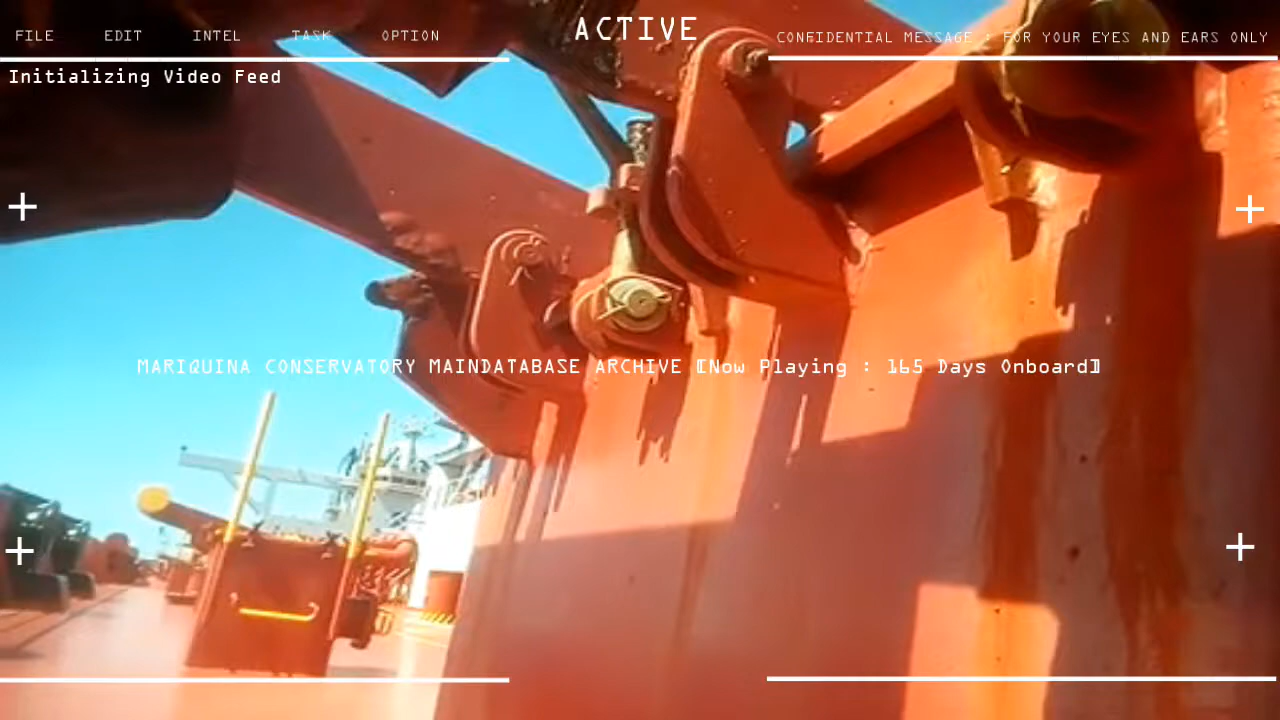 FILE EDIT INTEL TASK OPTION
ACTIVE
CONFIDENTIAL MESSAGE : FOR YOUR EYES AND EARS ONLY
Initializing Video Feed
MARIQUINA CONSERVATORY MAINDATABASE ARCHIVE [Now Playing : 165 Days Onboard]